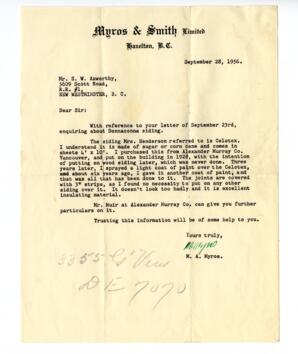 Myros & Smith Limited
Hazelton, B.C.
September 28, 1956.
Mr. S. W. Axworthy,
5609 Scott Road,
R.R. #1,
NEW WESTMINSTER, B. C.
Dear Sir:
With reference to your letter of September 23rd,
enquiring about Donnaconna siding.
The siding Mrs. Henderson referred to is Celotex.
I understand it is made of sugar or corn cane and comes in
sheets 4' x 10'. I purchased this from Alexander Murray Co.
Vancouver, and put on the building in 1928, with the intention
of putting on wood siding later, which was never done. Three
years later, I sprayed a light coat of paint over the Celotex,
and about six years ago, I gave it another coat of paint, and
that was all that has been done to it. The joints are covered
with 3" strips, as I found no necessity to put on any other
siding over it. It doesn't look too badly and it is excellent
insulating material.
Mr. Muir at Alexander Murray Co, can give you further
particulars on it.
Trusting this information will be some help to you.
Yours truly,
M. A. Myros.
3355
DE 7070